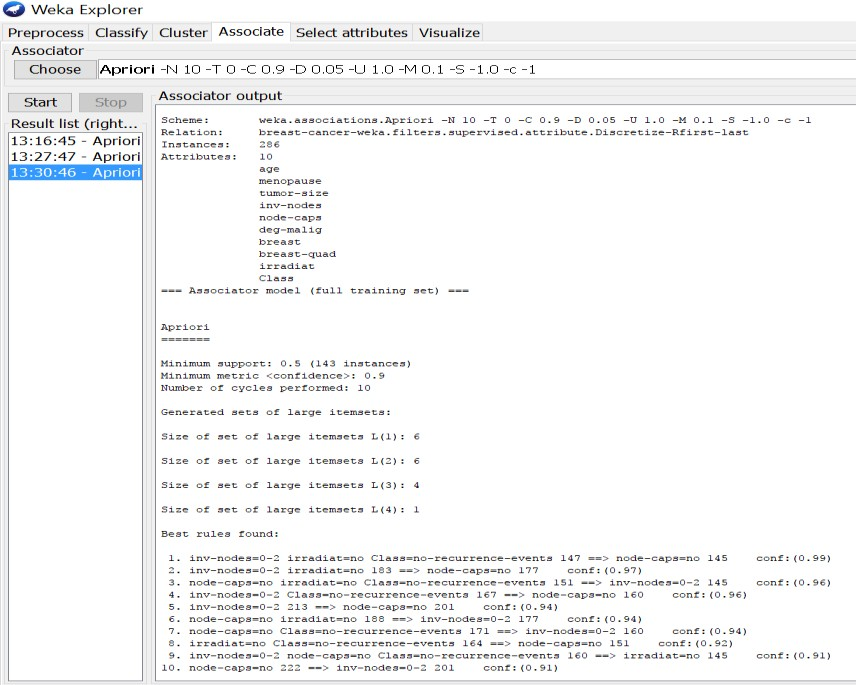 Weka Explorer
Preprocess Classify Cluster Associate Select attributes Visualize
Associator
Choose Apriori -N 10 -T 0 -C 0.9 -D 0.05 -U 1.0 -M 0.1 -S -1.0 -c -1
Start Stop
Result list (right...
13:16:45 - Apriori
13:27:47 - Apriori
13:30:46 - Apriori
Associator output
Scheme: weka.associations.Apriori -N 10 -T 0 -C 0.9 -D 0.05 -U 1.0 -M 0.1 -S -1.0 -c -1
Relation: breast-cancer-weka.filters.supervised.attribute.Discretize-Rfirst-last
Instances: 286
Attributes: 10
age
menopause
tumor-size
inv-nodes
node-caps
deg-malig
breast
breast-quad
irradiat
Class
=== Associator model (full training set) ===
Apriori
=======
Minimum support: 0.5 (143 instances)
Minimum metric <confidence>: 0.9
Number of cycles performed: 10
Generated sets of large itemsets:
Size of set of large itemsets L(1): 6
Size of set of large itemsets L(2): 6
Size of set of large itemsets L(3): 4
Size of set of large itemsets L(4): 1
Best rules found:
1. inv-nodes=0-2 irradiat=no Class=no-recurrence-events 147 ==> node-caps=no 145 conf:(0.99)
2. inv-nodes=0-2 irradiat=no 183 ==> node-caps=no 177 conf:(0.97)
3. node-caps=no irradiat=no Class=no-recurrence-events 151 ==> inv-nodes=0-2 145 conf:(0.96)
4. inv-nodes=0-2 Class=no-recurrence-events 167 ==> node-caps=no 160 conf:(0.96)
5. inv-nodes=0-2 213 ==> node-caps=no 201 conf:(0.94)
6. node-caps=no irradiat=no 188 ==> inv-nodes=0-2 177 conf:(0.94)
7. node-caps=no Class=no-recurrence-events 171 ==> inv-nodes=0-2 160 conf:(0.94)
8. irradiat=no Class=no-recurrence-events 164 ==> node-caps=no 151 conf:(0.92)
9. inv-nodes=0-2 node-caps=no Class=no-recurrence-events 160 ==> irradiat=no 145 conf:(0.91)
10. node-caps=no 222 ==> inv-nodes=0-2 201 conf:(0.91)